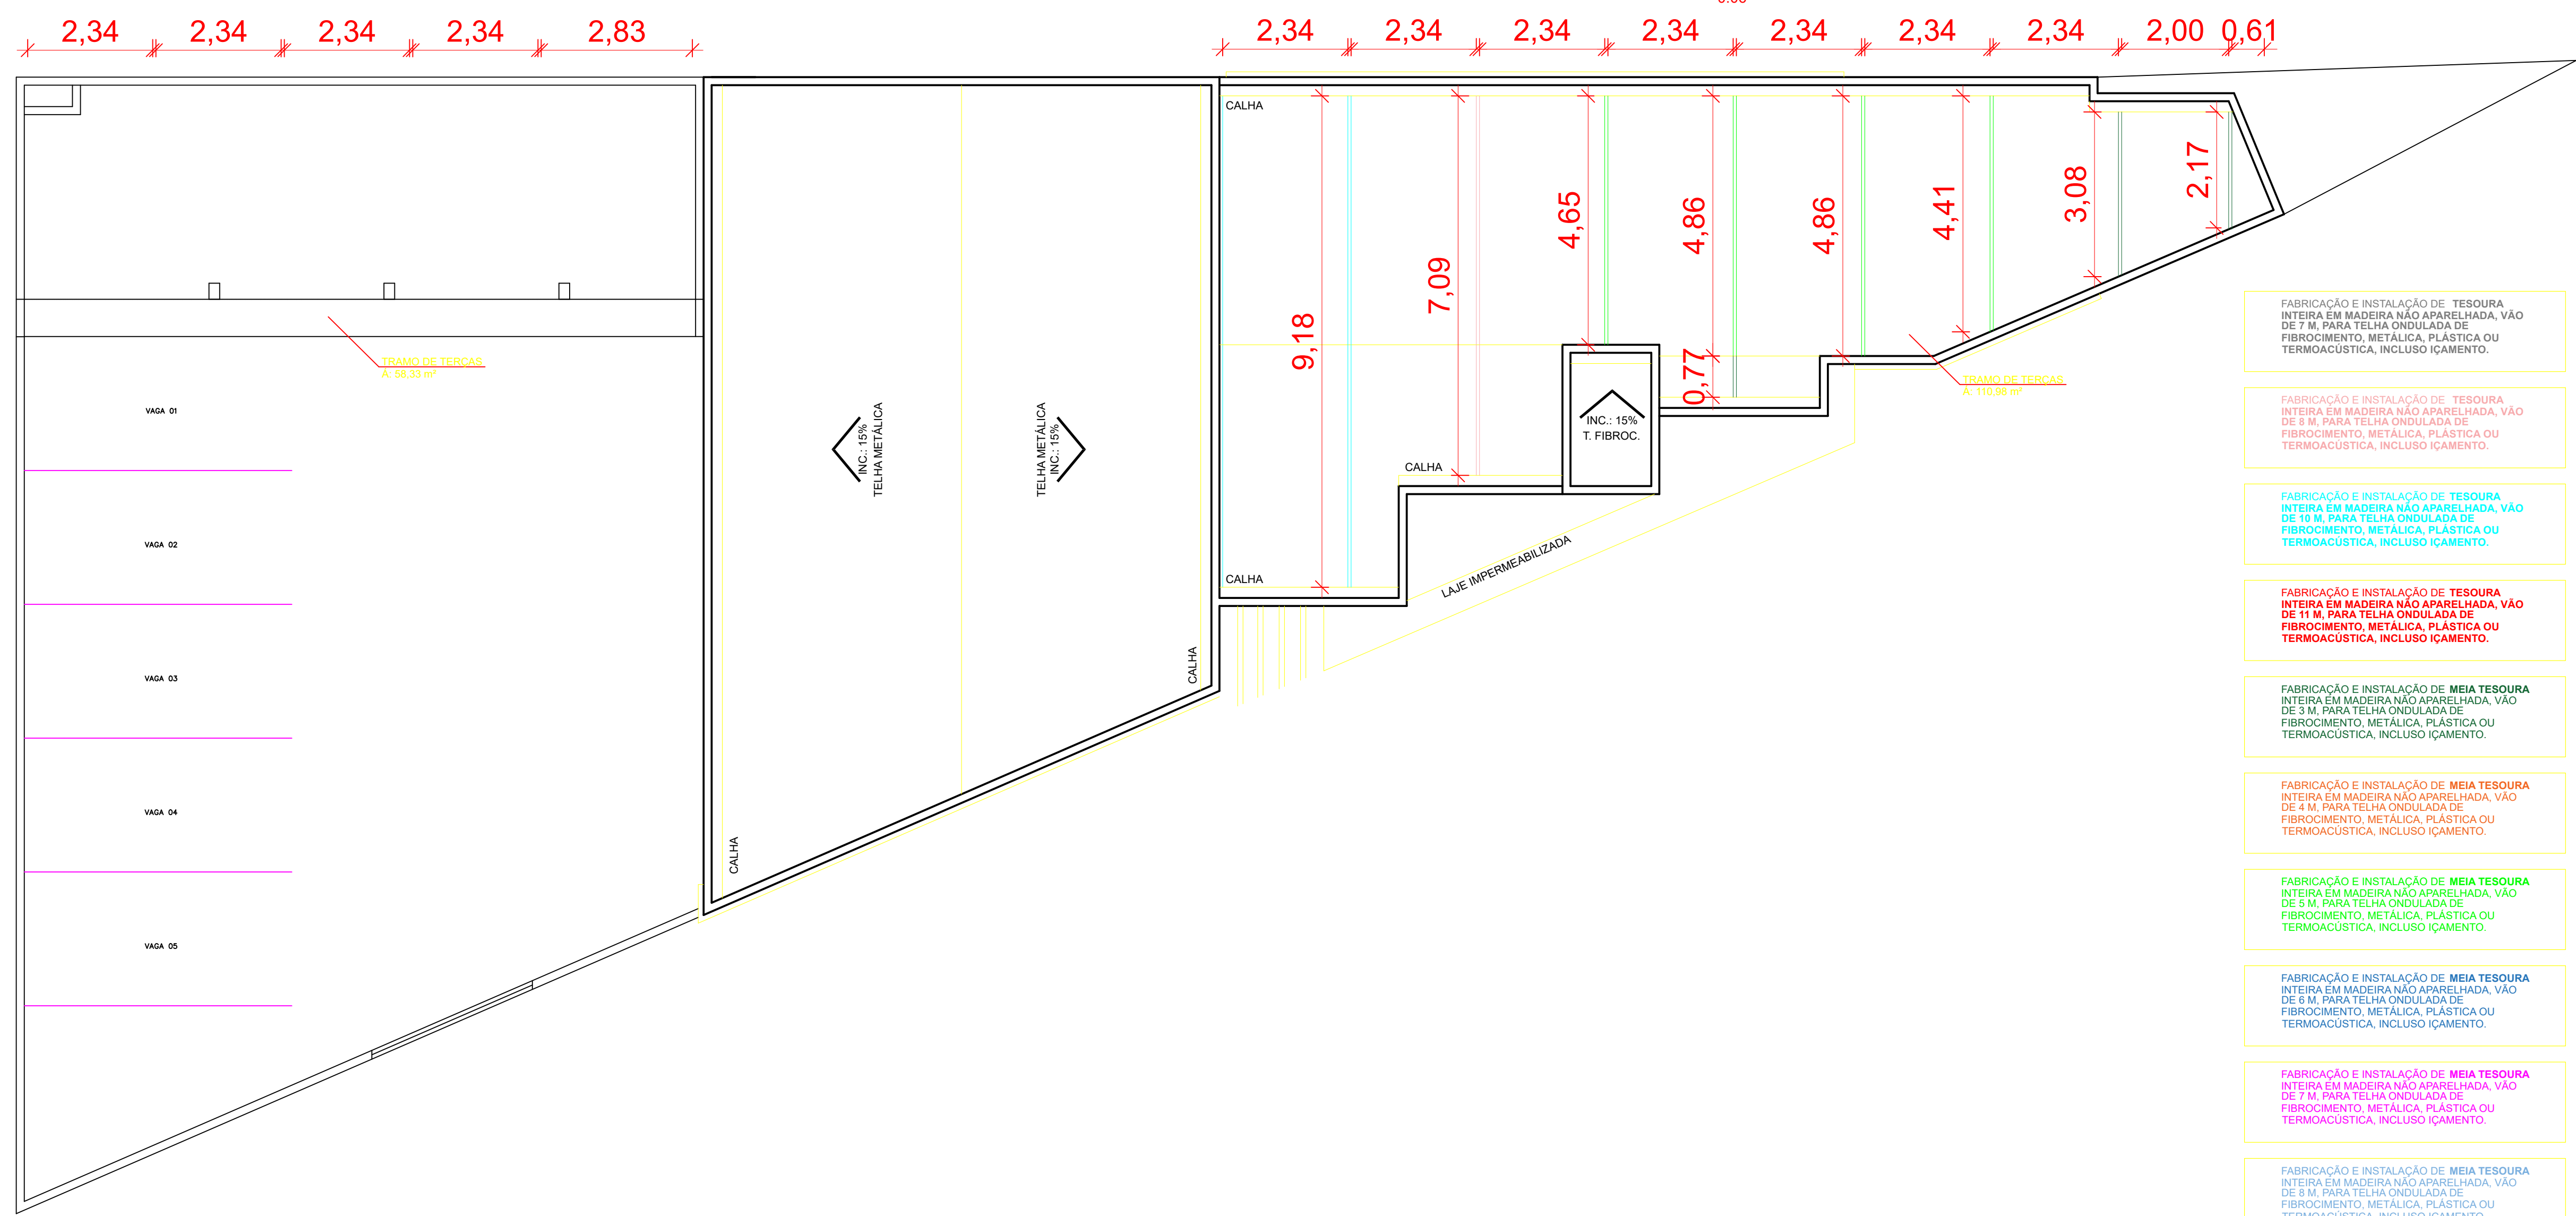 2,34
2,34
2,34
2,34
2,83
2,34
2,34
2,34
2,34
2,34
2,34
2,34
2,00
0,61
CALHA
9,18
7,09
4,65
4,86
0,77
4,86
4,41
3,08
2,17
TRAMO DE TERÇAS
VAGA 01
VAGA 02
VAGA 03
VAGA 04
VAGA 05
INC.: 15%
TELHA METÁLICA
TELHA METÁLICA
INC.: 15%
CALHA
CALHA
CALHA
CALHA
INC.: 15%
T. FIBROC.
LAJE IMPERMEABILIZADA
TRAMO DE TERÇAS
FABRICAÇÃO E INSTALAÇÃO DE TESOURA
INTEIRA EM MADEIRA NÃO APARELHADA, VÃO
DE 7 M, PARA TELHA ONDULADA DE
FIBROCIMENTO, METÁLICA, PLÁSTICA OU
TERMOACÚSTICA, INCLUSO IÇAMENTO.
FABRICAÇÃO E INSTALAÇÃO DE TESOURA
INTEIRA EM MADEIRA NÃO APARELHADA, VÃO
DE 8 M, PARA TELHA ONDULADA DE
FIBROCIMENTO, METÁLICA, PLÁSTICA OU
TERMOACÚSTICA, INCLUSO IÇAMENTO.
FABRICAÇÃO E INSTALAÇÃO DE TESOURA
INTEIRA EM MADEIRA NÃO APARELHADA, VÃO
DE 10 M, PARA TELHA ONDULADA DE
FIBROCIMENTO, METÁLICA, PLÁSTICA OU
TERMOACÚSTICA, INCLUSO IÇAMENTO.
FABRICAÇÃO E INSTALAÇÃO DE TESOURA
INTEIRA EM MADEIRA NÃO APARELHADA, VÃO
DE 11 M, PARA TELHA ONDULADA DE
FIBROCIMENTO, METÁLICA, PLÁSTICA OU
TERMOACÚSTICA, INCLUSO IÇAMENTO.
FABRICAÇÃO E INSTALAÇÃO DE MEIA TESOURA
INTEIRA EM MADEIRA NÃO APARELHADA, VÃO
DE 3 M, PARA TELHA ONDULADA DE
FIBROCIMENTO, METÁLICA, PLÁSTICA OU
TERMOACÚSTICA, INCLUSO IÇAMENTO.
FABRICAÇÃO E INSTALAÇÃO DE MEIA TESOURA
INTEIRA EM MADEIRA NÃO APARELHADA, VÃO
DE 4 M, PARA TELHA ONDULADA DE
FIBROCIMENTO, METÁLICA, PLÁSTICA OU
TERMOACÚSTICA, INCLUSO IÇAMENTO.
FABRICAÇÃO E INSTALAÇÃO DE MEIA TESOURA
INTEIRA EM MADEIRA NÃO APARELHADA, VÃO
DE 5 M, PARA TELHA ONDULADA DE
FIBROCIMENTO, METÁLICA, PLÁSTICA OU
TERMOACÚSTICA, INCLUSO IÇAMENTO.
FABRICAÇÃO E INSTALAÇÃO DE MEIA TESOURA
INTEIRA EM MADEIRA NÃO APARELHADA, VÃO
DE 6 M, PARA TELHA ONDULADA DE
FIBROCIMENTO, METÁLICA, PLÁSTICA OU
TERMOACÚSTICA, INCLUSO IÇAMENTO.
FABRICAÇÃO E INSTALAÇÃO DE MEIA TESOURA
INTEIRA EM MADEIRA NÃO APARELHADA, VÃO
DE 7 M, PARA TELHA ONDULADA DE
FIBROCIMENTO, METÁLICA, PLÁSTICA OU
TERMOACÚSTICA, INCLUSO IÇAMENTO.
FABRICAÇÃO E INSTALAÇÃO DE MEIA TESOURA
INTEIRA EM MADEIRA NÃO APARELHADA, VÃO
DE 8 M, PARA TELHA ONDULADA DE
FIBROCIMENTO, METÁLICA, PLÁSTICA OU